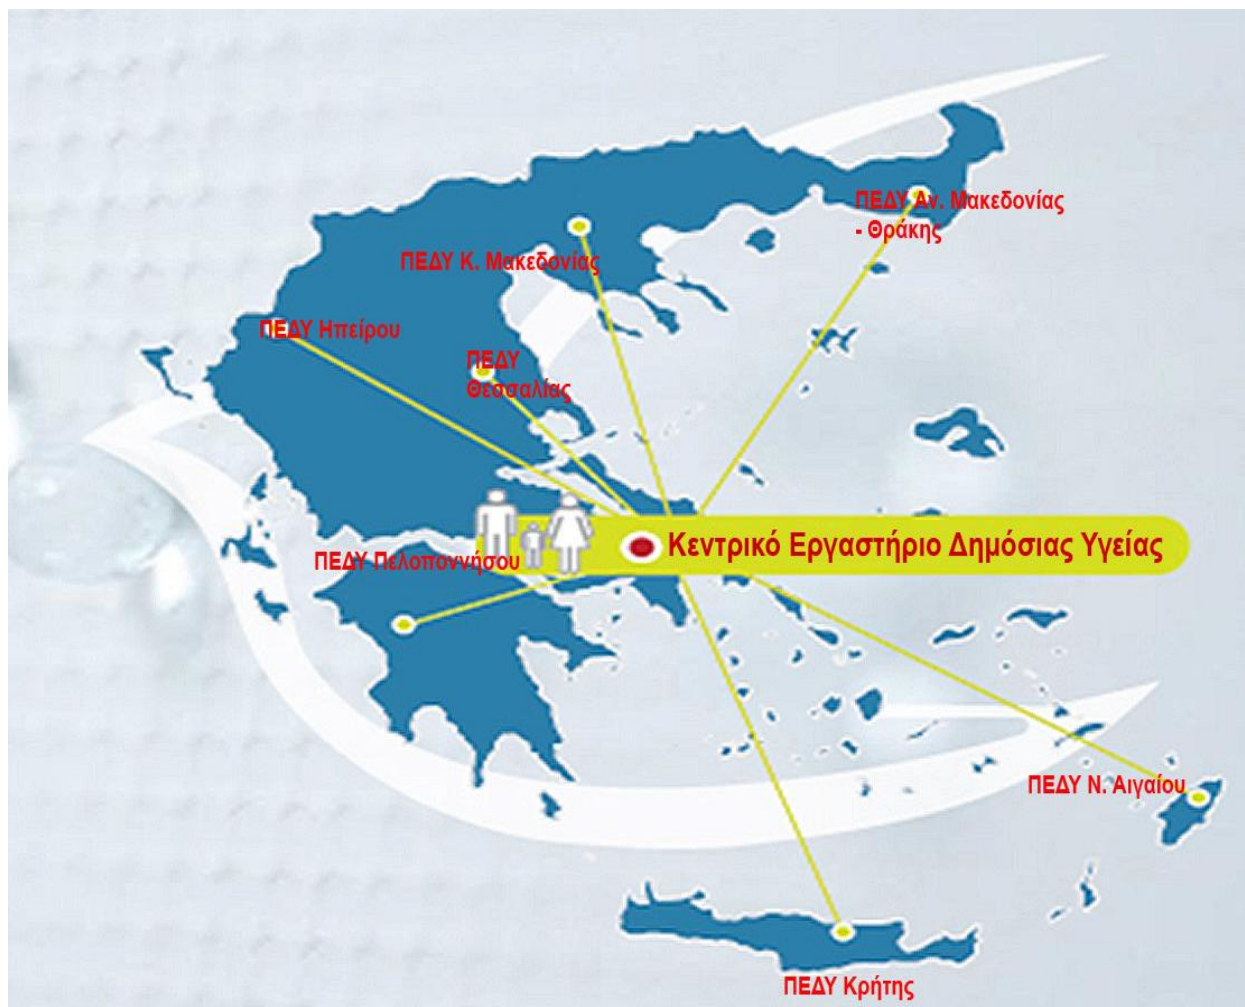 ΠΕΔΥ Αν. Μακεδονίας
- Θράκης
ΠΕΔΥ Κ. Μακεδονίας
ΠΕΔΥ Ηπείρου
ΠΕΔΥ
Θεσσαλίας
Κεντρικό Εργαστήριο Δημόσιας Υγείας
ΠΕΔΥ Πελοποννήσου
ΠΕΔΥ Ν. Αιγαίου
ΠΕΔΥ Κρήτης